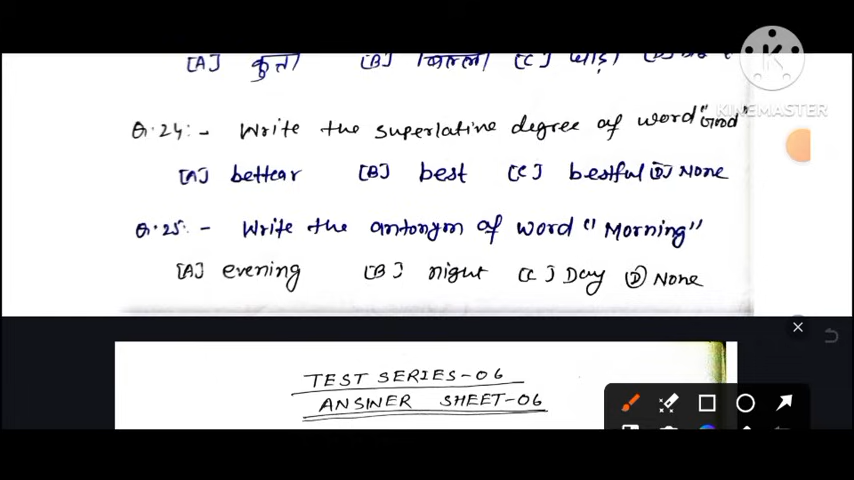 [A] कुत्ता [B] बिल्ली [C] घोड़ा [D]
KINEMASTER
Q.24:- Write the superlative degree of word "Good"
[A] bettear [B] best [C] bestful [D] None
Q.25:- Write the antonym of word "Morning"
[A] evening [B] night [C] Day [D] None
TEST SERIES-06
ANSWER SHEET-06